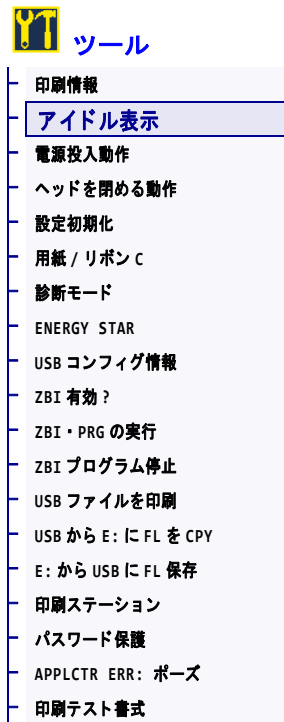 ツール
印刷情報
アイドル表示
電源投入動作
ヘッドを閉める動作
設定初期化
用紙 / リボン C
診断モード
ENERGY STAR
USB コンフィグ情報
ZBI 有効 ?
ZBI・PRG の実行
ZBI プログラム停止
USB ファイルを印刷
USB から E: に FL を CPY
E: から USB に FL 保存
印刷ステーション
パスワード保護
APPLCTR ERR: ポーズ
印刷テスト書式